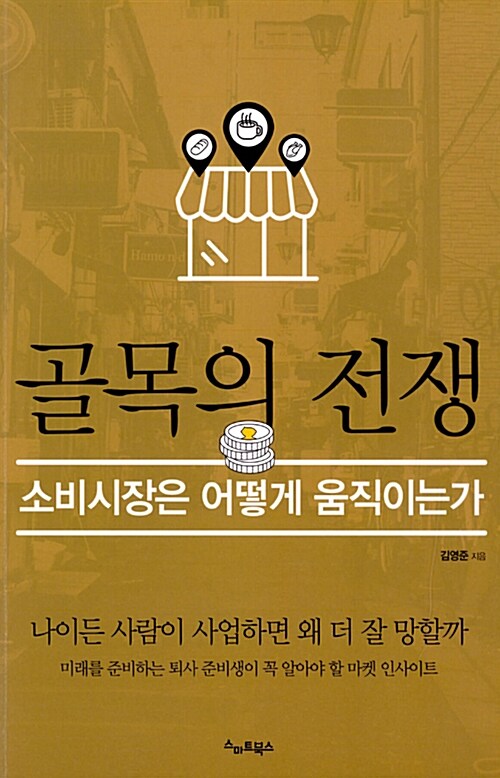 골목의 전쟁
소비시장은 어떻게 움직이는가
김영준 지음
나이든 사람이 사업하면 왜 더 잘 망할까
미래를 준비하는 퇴사 준비생이 꼭 알아야 할 마켓 인사이트
스마트북스